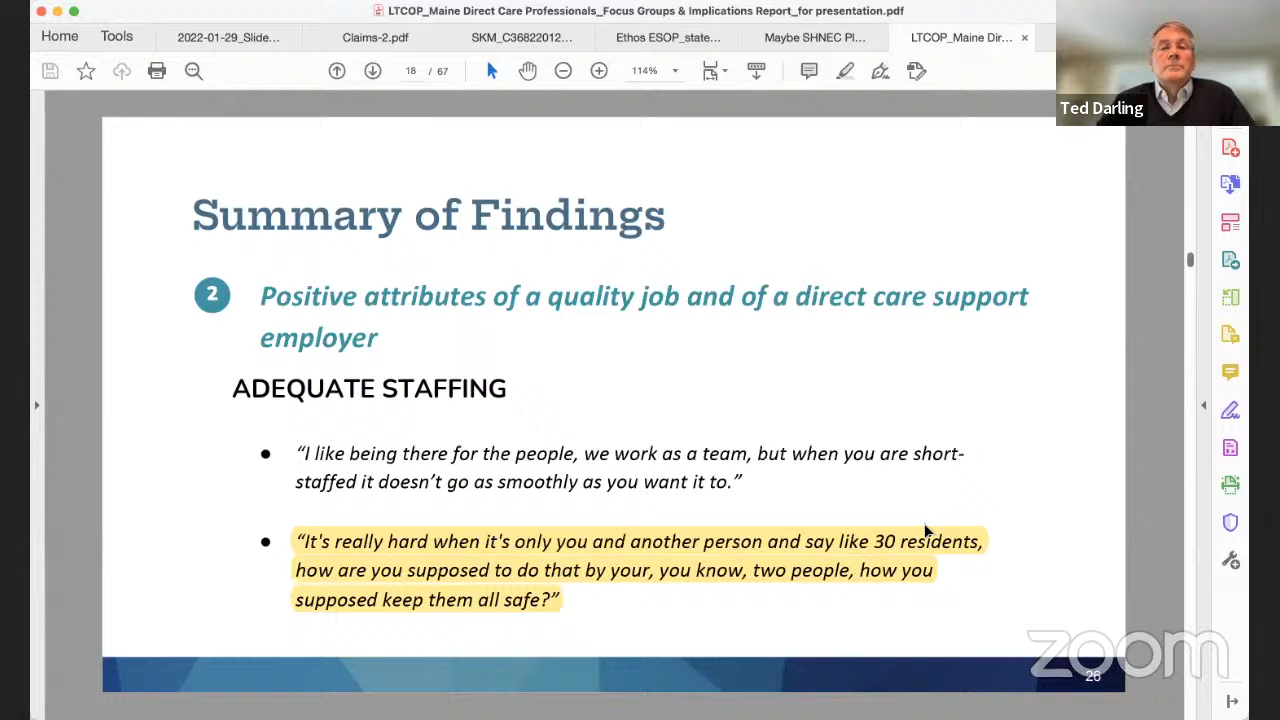 LTCOP_Maine Direct Care Professionals_Focus Groups & Implications Report_for presentation.pdf
Home
Tools
2022-01-29_Slide...
Claims-2.pdf
SKM_C36822012...
Ethos ESOP_state...
Maybe SHNEC Pl...
LTCOP_Maine Dir... ×
18 / 67
114%
Ted Darling
Summary of Findings
2 Positive attributes of a quality job and of a direct care support
employer
ADEQUATE STAFFING
● “I like being there for the people, we work as a team, but when you are short-
staffed it doesn’t go as smoothly as you want it to.”
● “It's really hard when it's only you and another person and say like 30 residents,
how are you supposed to do that by your, you know, two people, how you
supposed keep them all safe?”
zoom
26